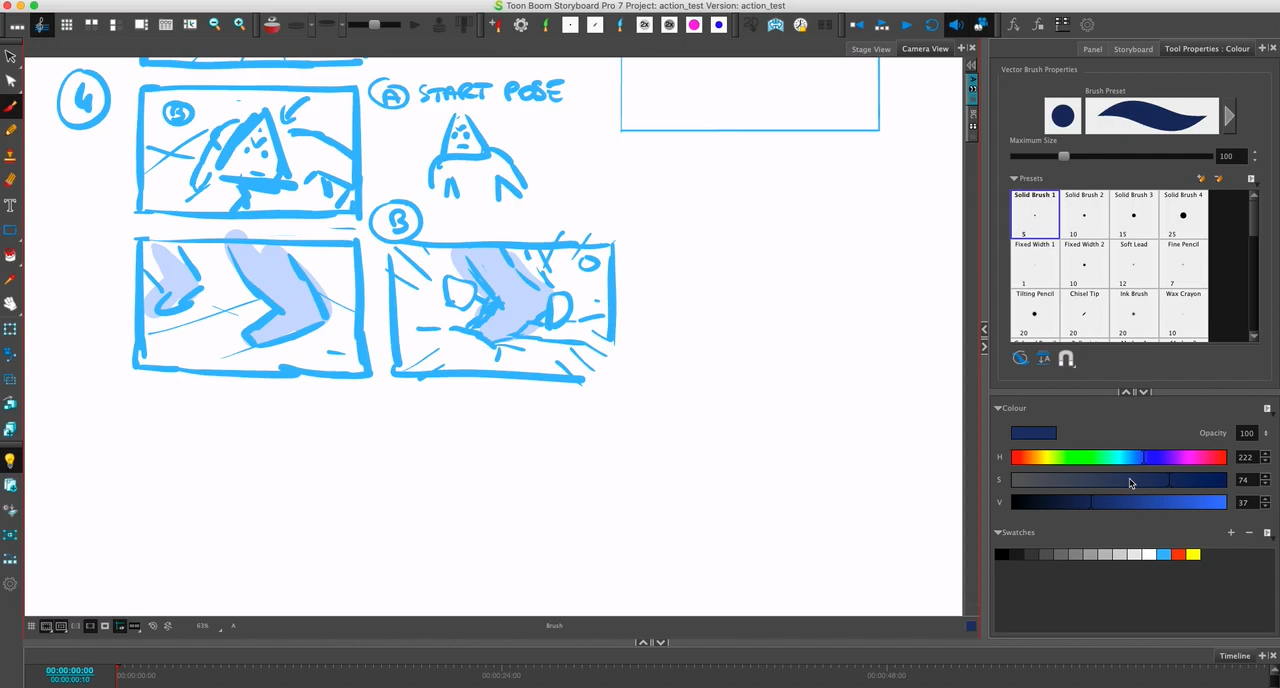 Toon Boom Storyboard Pro 7 Project: action_test Version: action_test
Stage View
Camera View
Panel
Storyboard
Tool Properties : Colour
Vector Brush Properties
Brush Preset
Maximum Size
100
Presets
Solid Brush 1
Solid Brush 2
Solid Brush 3
Solid Brush 4
5
10
15
25
Fixed Width 1
Fixed Width 2
Soft Lead
Fine Pencil
1
10
12
7
Tilting Pencil
Chisel Tip
Ink Brush
Wax Crayon
20
20
20
10
Colour
Opacity
100
H
222
S
74
V
37
Swatches
4
A START POSE
B
B
63%
A
Brush
Timeline
00:00:00:00
00:00:00:10
00:00:00:00
00:00:24:00
00:00:48:00